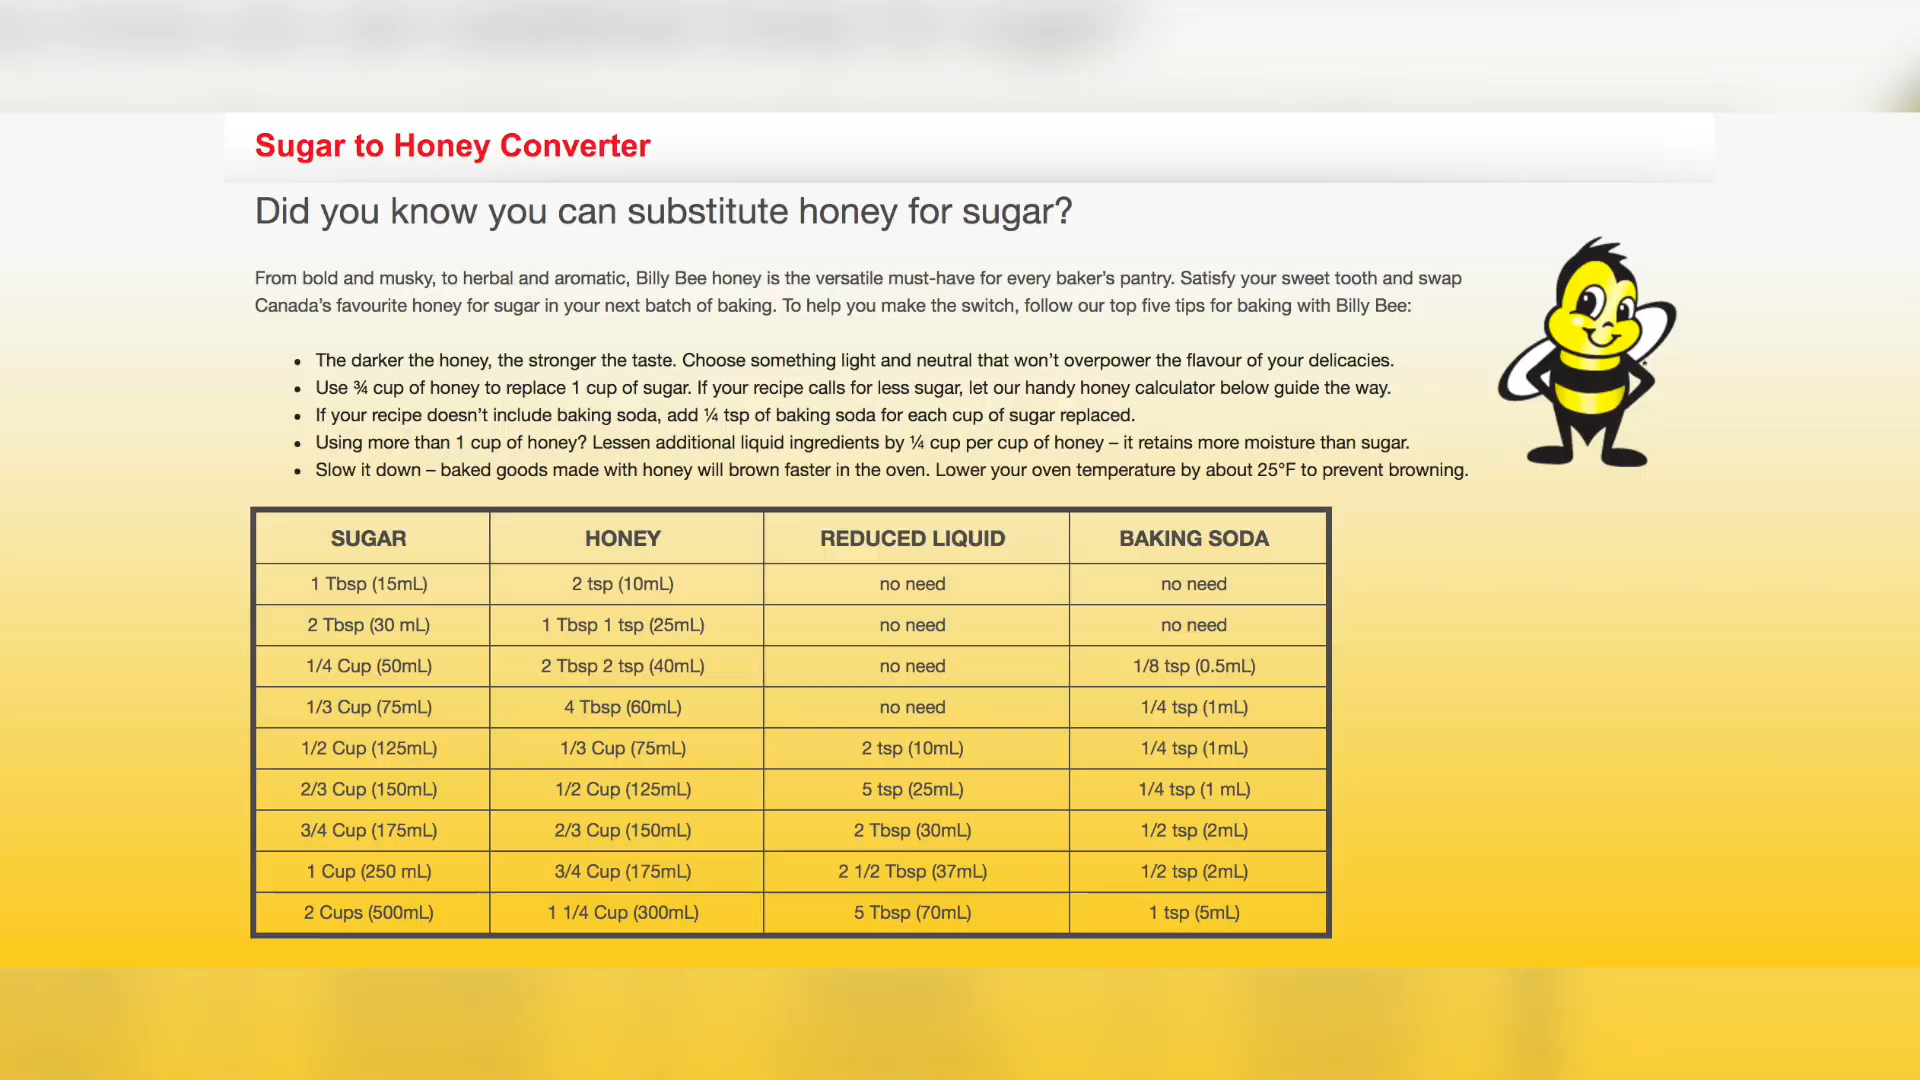 Sugar to Honey Converter
Did you know you can substitute honey for sugar?
From bold and musky, to herbal and aromatic, Billy Bee honey is the versatile must-have for every baker's pantry. Satisfy your sweet tooth and swap
Canada's favourite honey for sugar in your next batch of baking. To help you make the switch, follow our top five tips for baking with Billy Bee:
• The darker the honey, the stronger the taste. Choose something light and neutral that won't overpower the flavour of your delicacies.
• Use ¾ cup of honey to replace 1 cup of sugar. If your recipe calls for less sugar, let our handy honey calculator below guide the way.
• If your recipe doesn't include baking soda, add ¼ tsp of baking soda for each cup of sugar replaced.
• Using more than 1 cup of honey? Lessen additional liquid ingredients by ¼ cup per cup of honey – it retains more moisture than sugar.
• Slow it down – baked goods made with honey will brown faster in the oven. Lower your oven temperature by about 25°F to prevent browning.
SUGAR HONEY REDUCED LIQUID BAKING SODA
1 Tbsp (15mL) 2 tsp (10mL) no need no need
2 Tbsp (30 mL) 1 Tbsp 1 tsp (25mL) no need no need
1/4 Cup (50mL) 2 Tbsp 2 tsp (40mL) no need 1/8 tsp (0.5mL)
1/3 Cup (75mL) 4 Tbsp (60mL) no need 1/4 tsp (1mL)
1/2 Cup (125mL) 1/3 Cup (75mL) 2 tsp (10mL) 1/4 tsp (1mL)
2/3 Cup (150mL) 1/2 Cup (125mL) 5 tsp (25mL) 1/4 tsp (1 mL)
3/4 Cup (175mL) 2/3 Cup (150mL) 2 Tbsp (30mL) 1/2 tsp (2mL)
1 Cup (250 mL) 3/4 Cup (175mL) 2 1/2 Tbsp (37mL) 1/2 tsp (2mL)
2 Cups (500mL) 1 1/4 Cup (300mL) 5 Tbsp (70mL) 1 tsp (5mL)